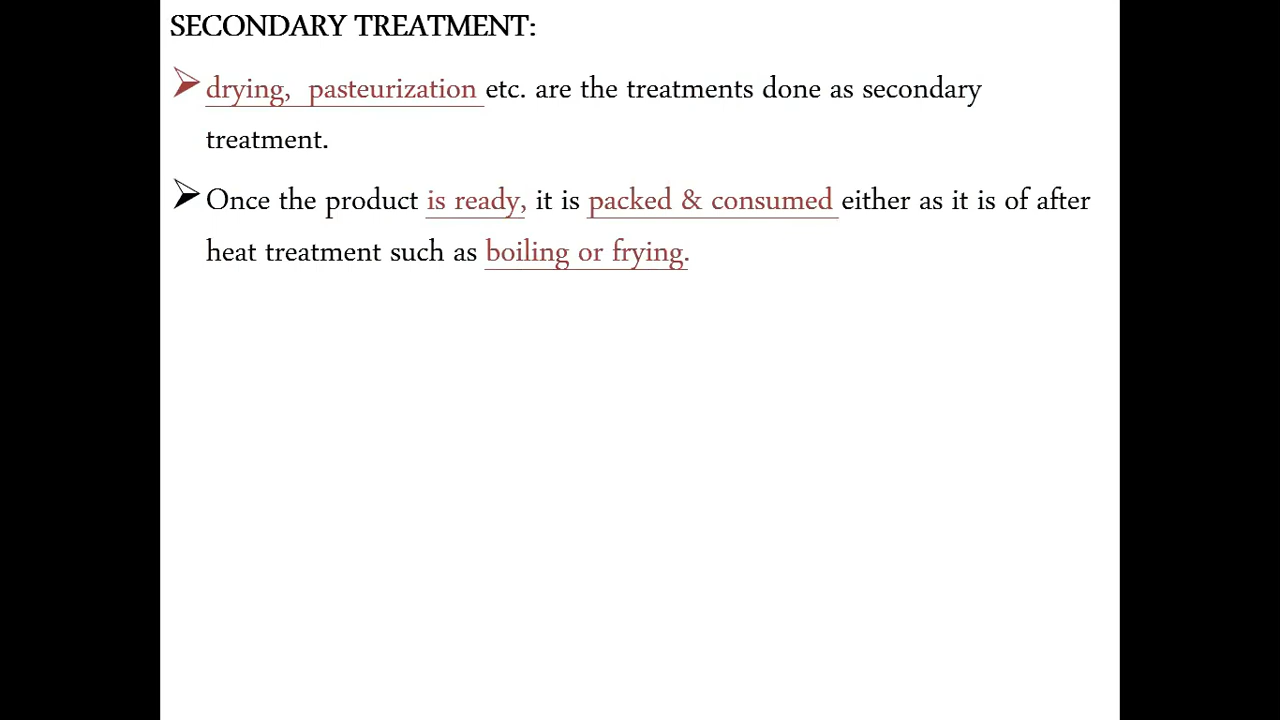 SECONDARY TREATMENT:
drying, pasteurization etc. are the treatments done as secondary
treatment.
Once the product is ready, it is packed & consumed either as it is of after
heat treatment such as boiling or frying.